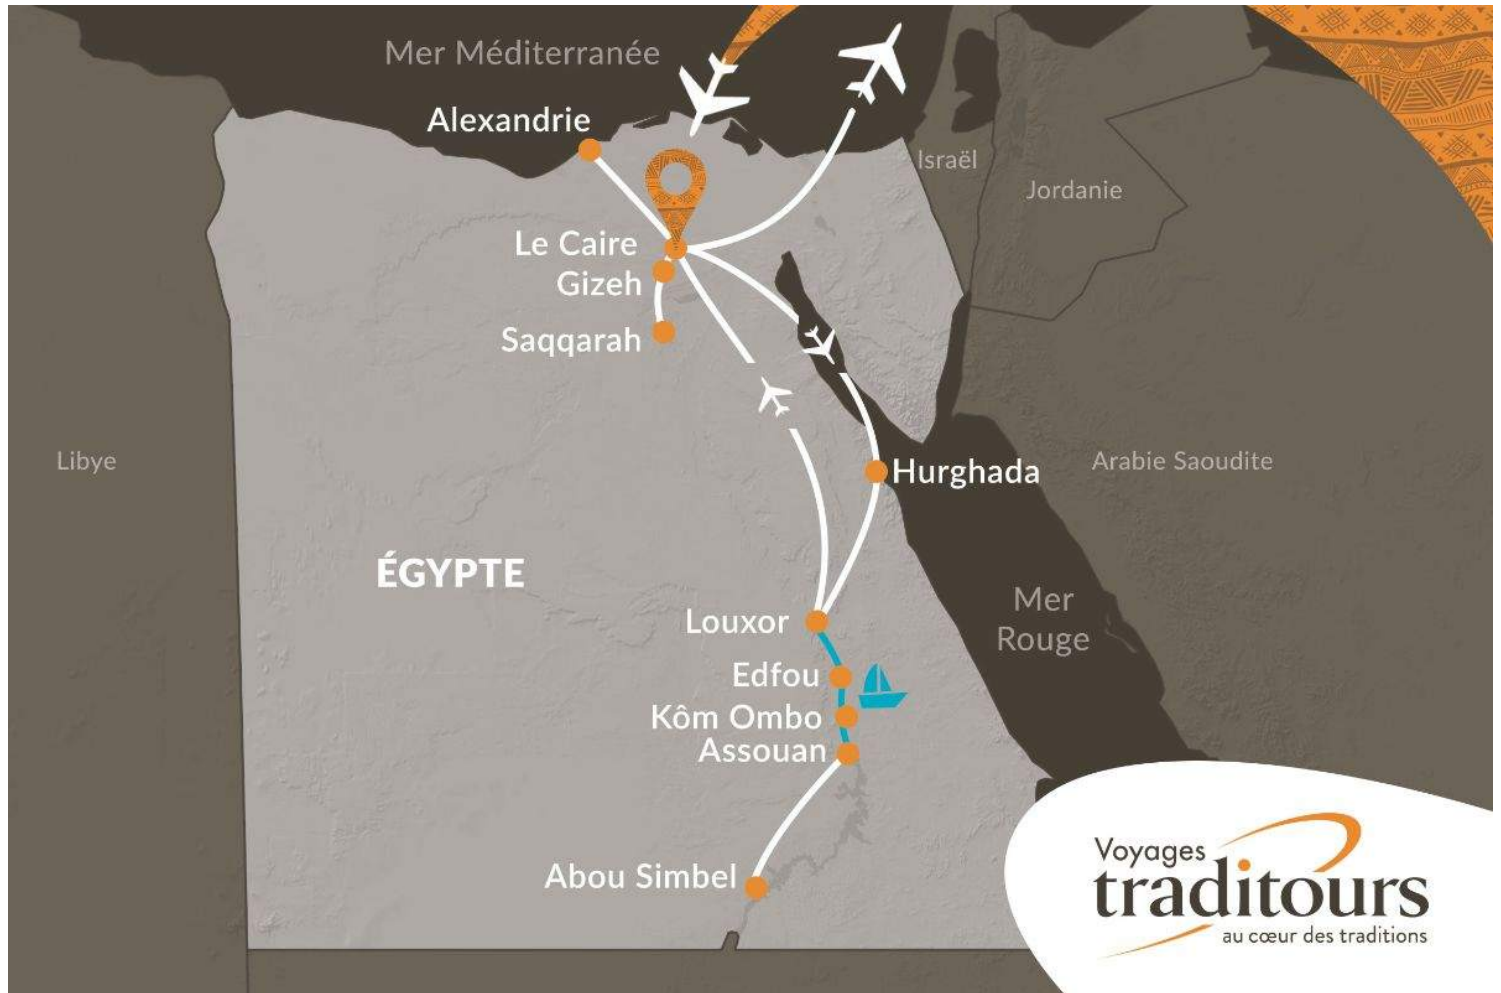 Mer Méditerranée
Alexandrie
Israël
Jordanie
Le Caire
Gizeh
Saqqarah
Libye
Arabie Saoudite
Hurghada
ÉGYPTE
Mer
Rouge
Louxor
Edfou
Kôm Ombo
Assouan
Abou Simbel
Voyages
traditours
au cœur des traditions